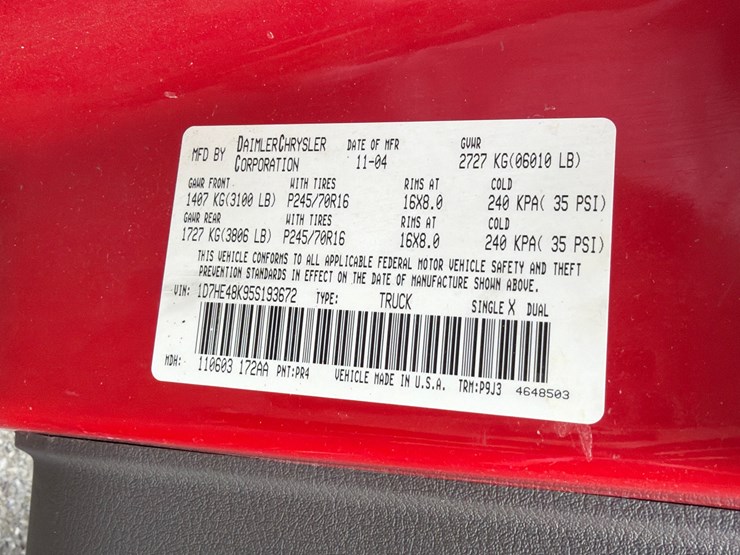 MFD BY DAIMLERCHRYSLER CORPORATION DATE OF MFR 11-04 GVWR 2727 KG(06010 LB)
GAWR FRONT WITH TIRES RIMS AT COLD
1407 KG(3100 LB) P245/70R16 16X8.0 240 KPA( 35 PSI)
GAWR REAR WITH TIRES RIMS AT COLD
1727 KG(3806 LB) P245/70R16 16X8.0 240 KPA( 35 PSI)
THIS VEHICLE CONFORMS TO ALL APPLICABLE FEDERAL MOTOR VEHICLE SAFETY AND THEFT
PREVENTION STANDARDS IN EFFECT ON THE DATE OF MANUFACTURE SHOWN ABOVE.
VIN: 1D7HE48K95S193672 TYPE: TRUCK SINGLE X DUAL
MDH: 110603 172AA PNT:PR4 VEHICLE MADE IN U.S.A. TRM:P9J3 4648503